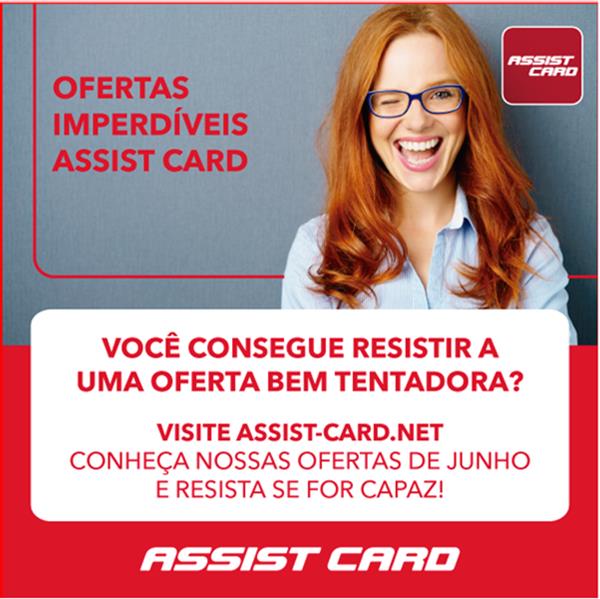 ASSIST
CARD
OFERTAS
IMPERDÍVEIS
ASSIST CARD
VOCÊ CONSEGUE RESISTIR A
UMA OFERTA BEM TENTADORA?
VISITE ASSIST-CARD.NET
CONHEÇA NOSSAS OFERTAS DE JUNHO
E RESISTA SE FOR CAPAZ!
ASSIST CARD